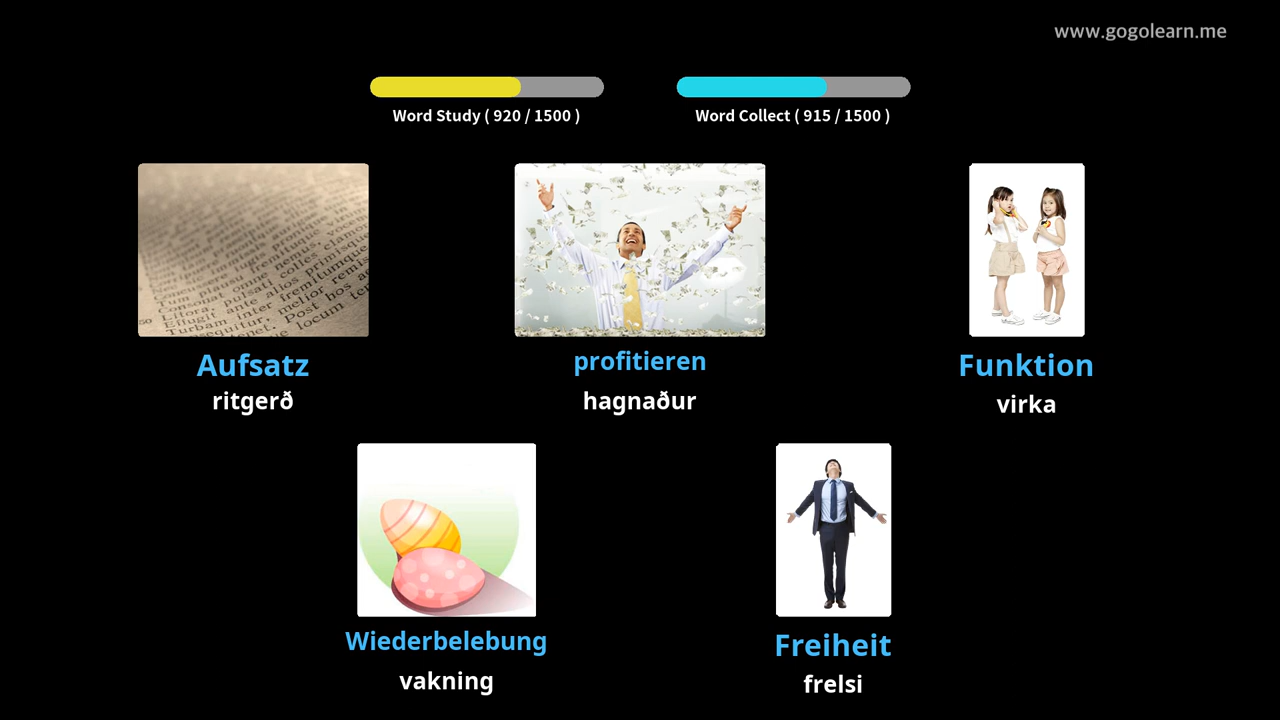 www.gogolearn.me
Word Study ( 920 / 1500 )
Word Collect ( 915 / 1500 )
Aufsatz
ritgerð
profitieren
hagnaður
Funktion
virka
Wiederbelebung
vakning
Freiheit
frelsi